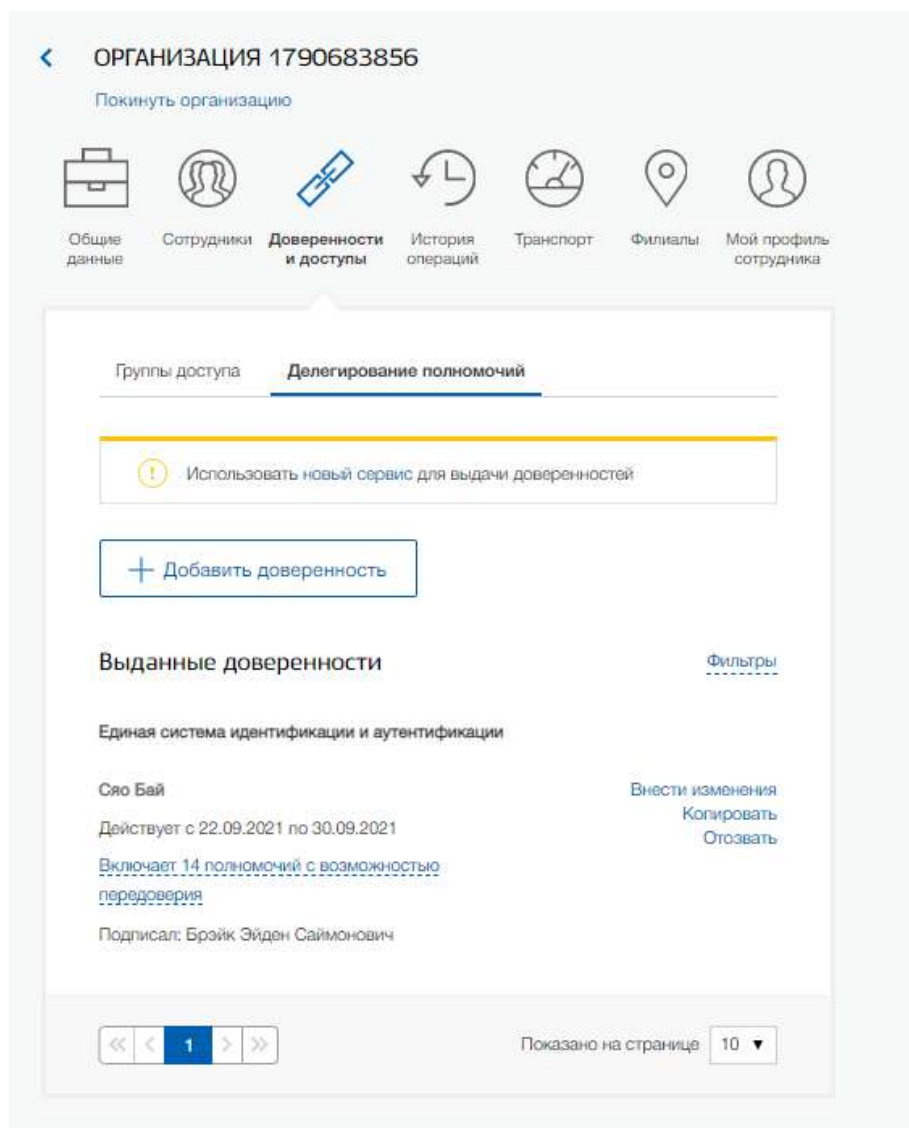 ОРГАНИЗАЦИЯ 1790683856
Покинуть организацию
Общие данные
Сотрудники
Доверенности и доступы
История операций
Транспорт
Филиалы
Мой профиль сотрудника
Группы доступа
Делегирование полномочий
! Использовать новый сервис для выдачи доверенностей
+ Добавить доверенность
Выданные доверенности
Фильтры
Единая система идентификации и аутентификации
Сяо Бай
Внести изменения
Копировать
Отозвать
Действует с 22.09.2021 по 30.09.2021
Включает 14 полномочий с возможностью
передоверия
Подписал: Брэйк Эйден Саймонович
« < 1 > »
Показано на странице 10 ▼